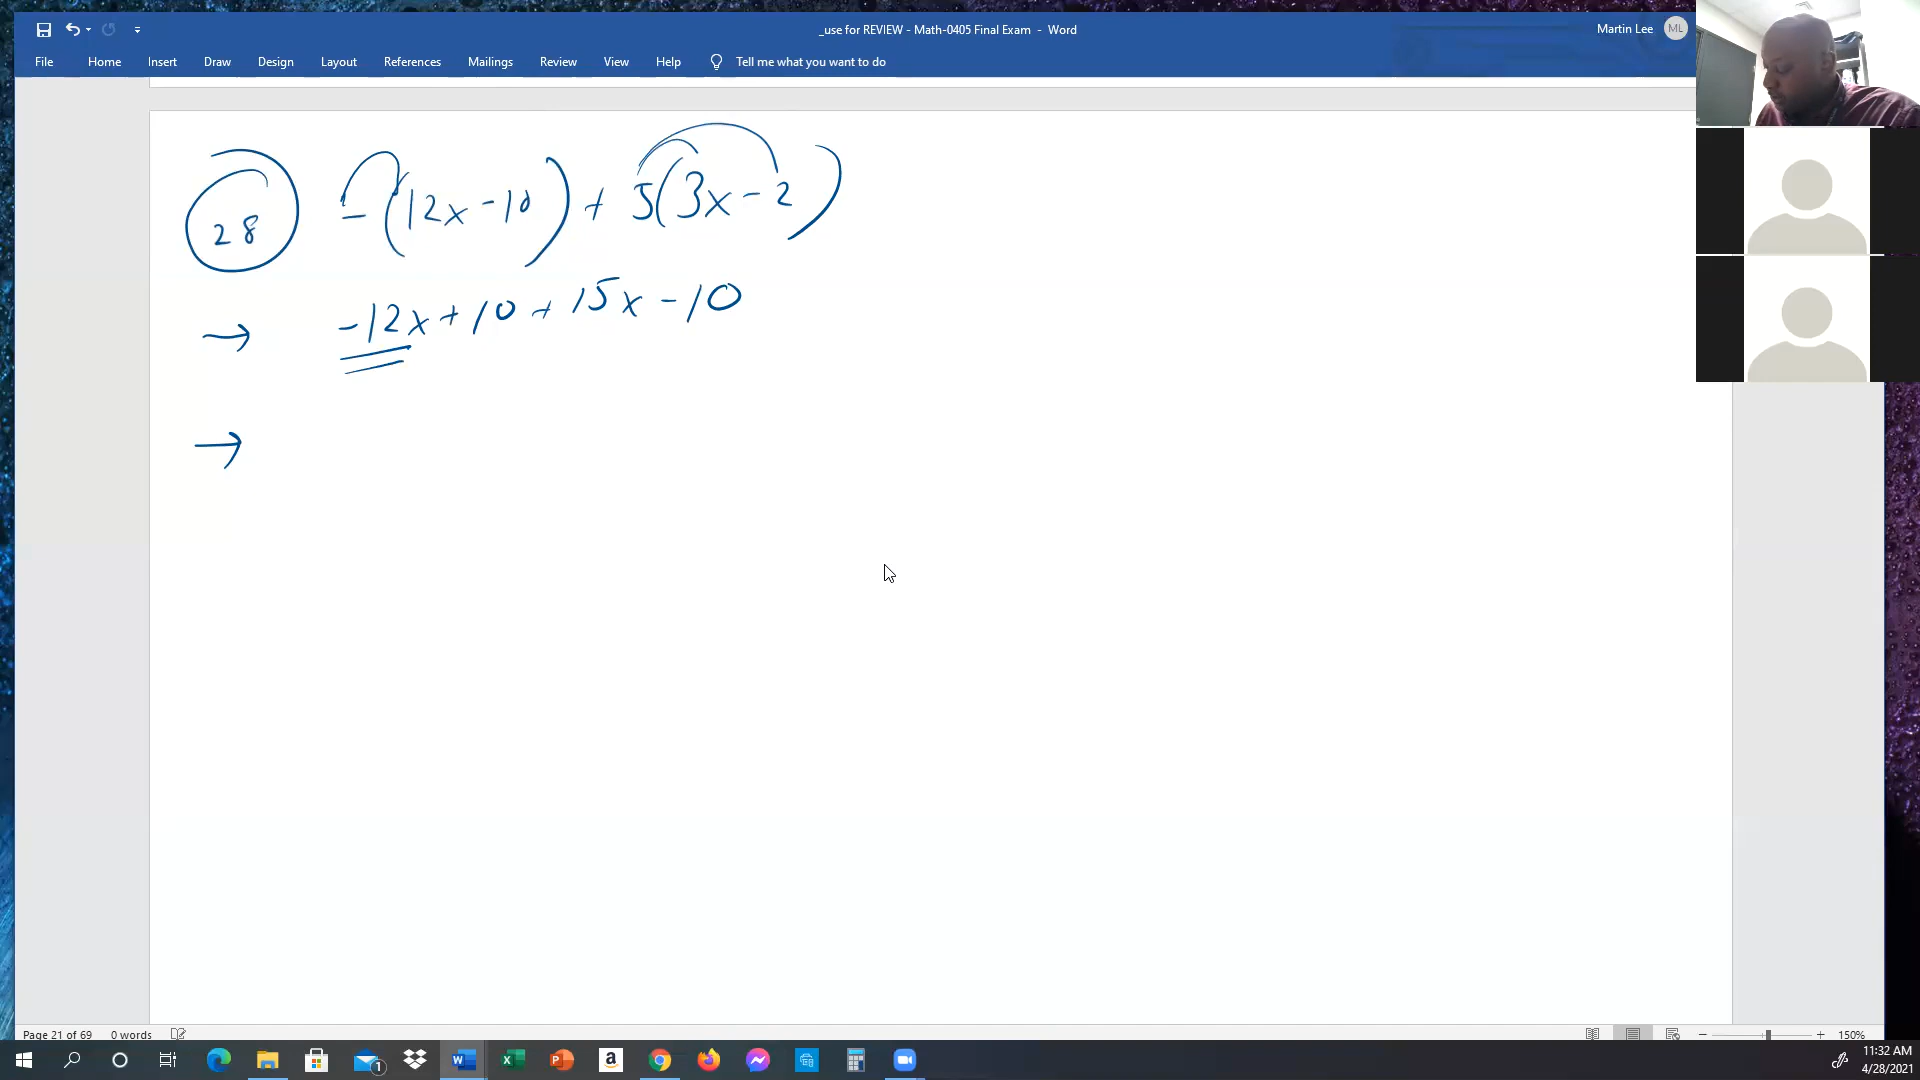 _use for REVIEW - Math-0405 Final Exam - Word
Martin Lee ML
File Home Insert Draw Design Layout References Mailings Review View Help Tell me what you want to do
28 -(12x-10) + 5(3x-2)
→ -12x+10+15x-10
→
Page 21 of 69 0 words
150%
11:32 AM
4/28/2021